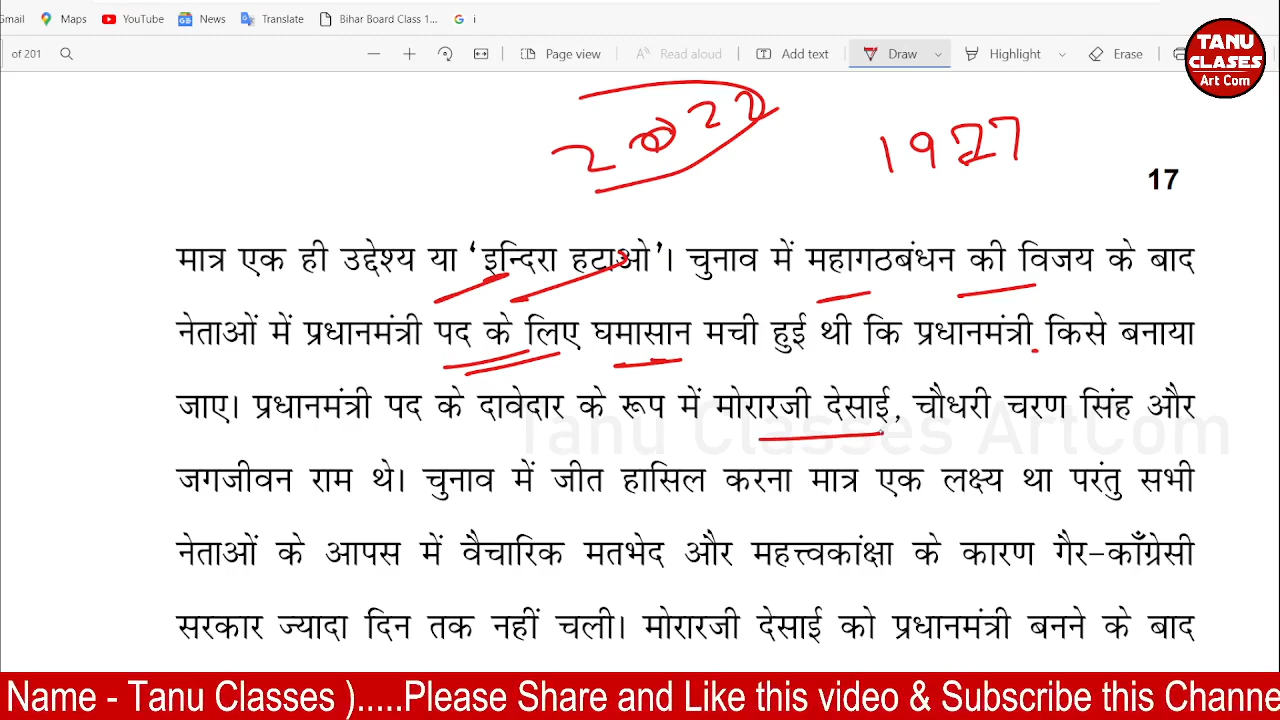 Gmail Maps YouTube News Translate Bihar Board Class 1... i
of 201 Page view Read aloud Add text Draw Highlight Erase
TANU
CLASES
Art Com
2022 1977
17
मात्र एक ही उद्देश्य या ‘इन्दिरा हटाओ’। चुनाव में महागठबंधन की विजय के बाद
नेताओं में प्रधानमंत्री पद के लिए घमासान मची हुई थी कि प्रधानमंत्री किसे बनाया
जाए। प्रधानमंत्री पद के दावेदार के रूप में मोरारजी देसाई, चौधरी चरण सिंह और
Tanu Classes ArtCom
जगजीवन राम थे। चुनाव में जीत हासिल करना मात्र एक लक्ष्य था परंतु सभी
नेताओं के आपस में वैचारिक मतभेद और महत्त्वकांक्षा के कारण गैर-काँग्रेसी
सरकार ज्यादा दिन तक नहीं चली। मोरारजी देसाई को प्रधानमंत्री बनने के बाद
Name - Tanu Classes ).....Please Share and Like this video & Subscribe this Channe